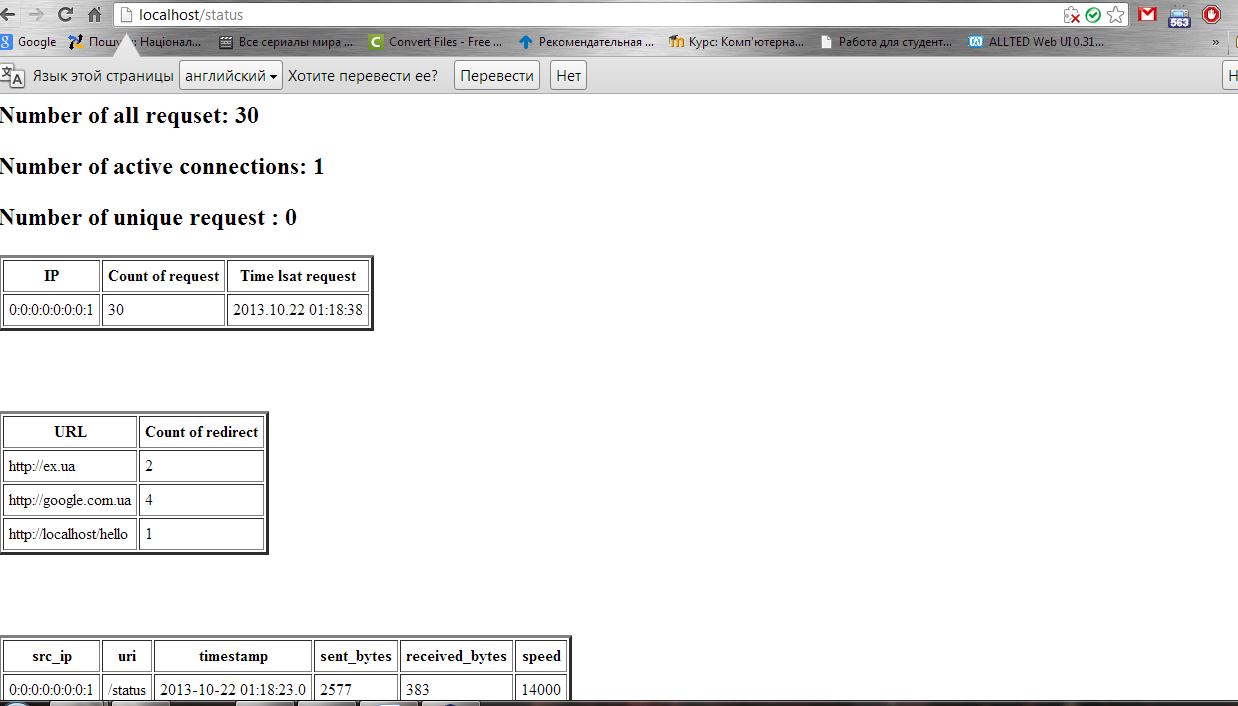 localhost/status
563
Google Пошук: Націонал... Все сериалы мира ... Convert Files - Free ... Рекомендательная ... Курс: Комп'ютерна... Работа для студент... ALLTED Web UI 0.31... »
Язык этой страницы английский Хотите перевести ее? Перевести Нет Н
Number of all requset: 30
Number of active connections: 1
Number of unique request : 0
IP Count of request Time lsat request
0:0:0:0:0:0:0:1 30 2013.10.22 01:18:38
URL Count of redirect
http://ex.ua 2
http://google.com.ua 4
http://localhost/hello 1
src_ip uri timestamp sent_bytes received_bytes speed
0:0:0:0:0:0:0:1 /status 2013-10-22 01:18:23.0 2577 383 14000